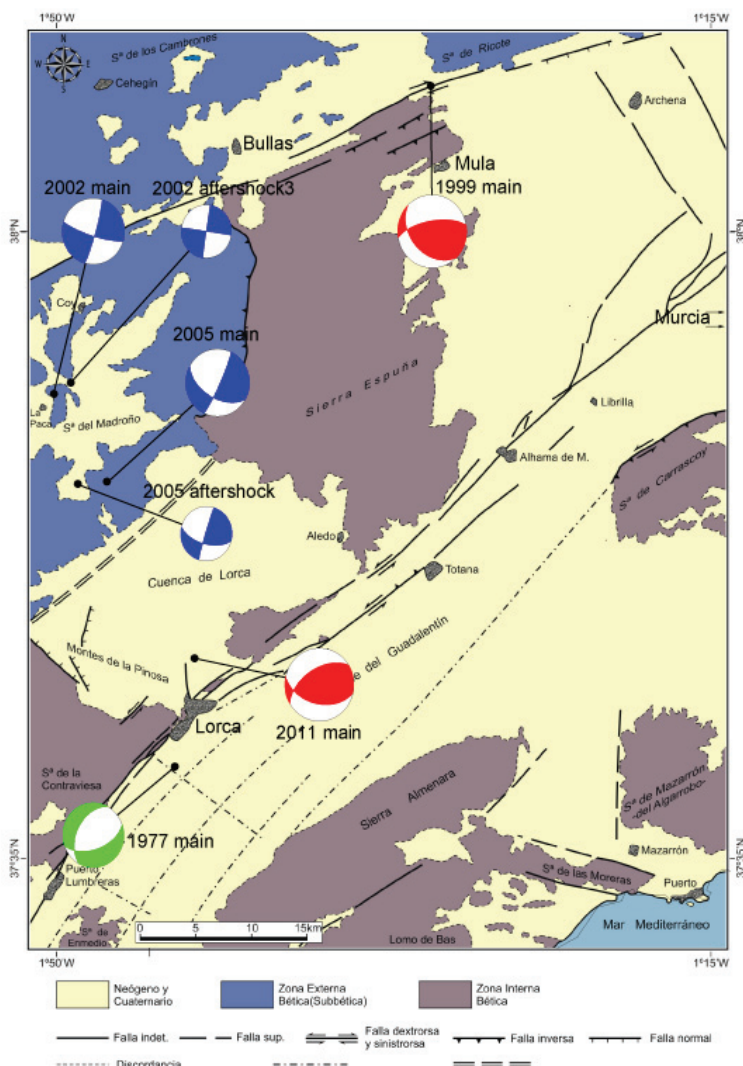 1°50'W
1°15'W
N
W E
S
Sª de los Cambrones
Cehegín
Sª de Ricote
Archena
Bullas
Mula
2002 main
2002 aftershock3
1999 main
38°N
38°N
Coy
Murcia
2005 main
Sierra Espuña
La
Paca
Sª del Madroño
Librilla
Alhama de M.
Sª de Carrascoy
2005 aftershock
Aledo
Cuenca de Lorca
Totana
e del Guadalentín
Montes de la Pinosa
Lorca
2011 main
Sª de la
Contraviesa
Sierra Almenara
Sª de Mazarrón
-del Algarrobo-
1977 main
37°35'N
37°35'N
Mazarrón
Puerto
Lumbreras
Sª de las Moreras
Puerto
Sª de
Enmedio
0 5 10 15km
Lomo de Bas
Mar Mediterráneo
1°50'W
1°15'W
Neógeno y
Cuaternario
Zona Externa
Bética(Subbética)
Zona Interna
Bética
Falla indet.
Falla sup.
Falla dextrorsa
y sinistrorsa
Falla inversa
Falla normal
Discordancia